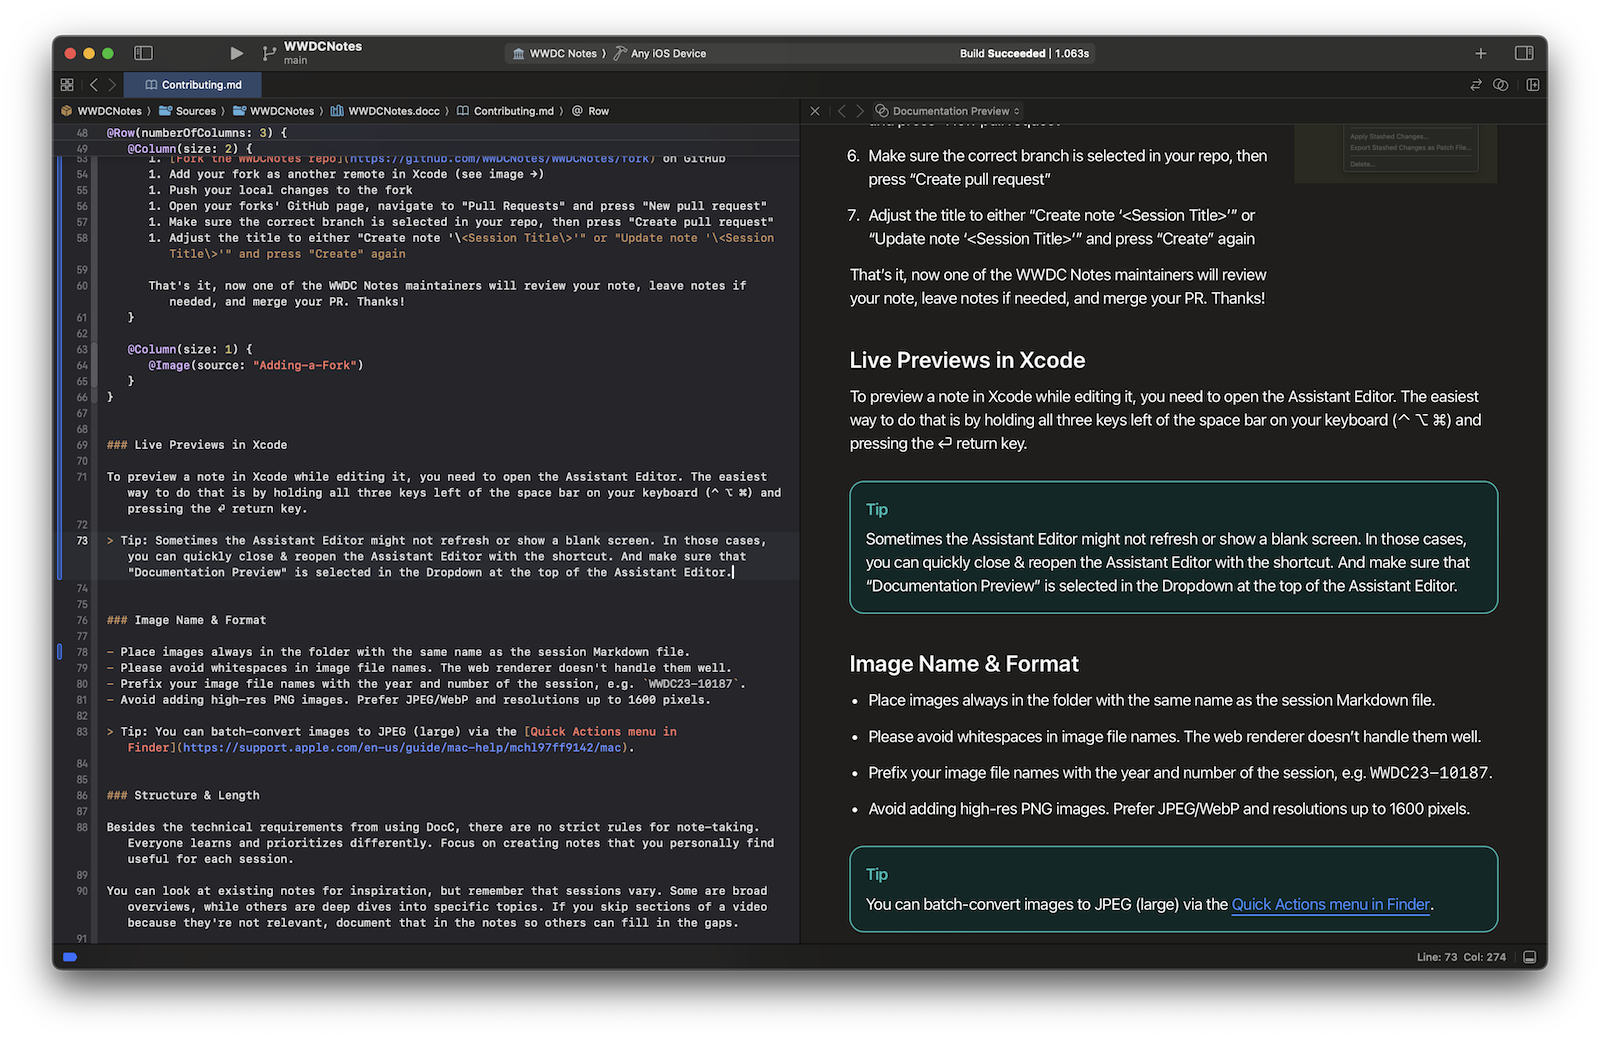 WWDCNotes
main
WWDC Notes 〉 Any iOS Device
Build Succeeded | 1.063s
Contributing.md
WWDCNotes 〉 Sources 〉 WWDCNotes 〉 WWDCNotes.docc 〉 Contributing.md 〉 @ Row
48 @Row(numberOfColumns: 3) {
49 @Column(size: 2) {
53 1. [Fork the WWDCNotes repo](https://github.com/WWDCNotes/WWDCNotes/fork) on GitHub
54 1. Add your fork as another remote in Xcode (see image →)
55 1. Push your local changes to the fork
56 1. Open your forks' GitHub page, navigate to "Pull Requests" and press "New pull request"
57 1. Make sure the correct branch is selected in your repo, then press "Create pull request"
58 1. Adjust the title to either "Create note '\<Session Title\>'" or "Update note '\<Session
Title\>'" and press "Create" again
59
60 That's it, now one of the WWDC Notes maintainers will review your note, leave notes if
needed, and merge your PR. Thanks!
61 }
62
63 @Column(size: 1) {
64 @Image(source: "Adding-a-Fork")
65 }
66 }
67
68
69 ### Live Previews in Xcode
70
71 To preview a note in Xcode while editing it, you need to open the Assistant Editor. The easiest
way to do that is by holding all three keys left of the space bar on your keyboard (^ ⌥ ⌘) and
pressing the ⏎ return key.
72
73 > Tip: Sometimes the Assistant Editor might not refresh or show a blank screen. In those cases,
you can quickly close & reopen the Assistant Editor with the shortcut. And make sure that
"Documentation Preview" is selected in the Dropdown at the top of the Assistant Editor.
74
75
76 ### Image Name & Format
77
78 - Place images always in the folder with the same name as the session Markdown file.
79 - Please avoid whitespaces in image file names. The web renderer doesn't handle them well.
80 - Prefix your image file names with the year and number of the session, e.g. `WWDC23-10187`.
81 - Avoid adding high-res PNG images. Prefer JPEG/WebP and resolutions up to 1600 pixels.
82
83 > Tip: You can batch-convert images to JPEG (large) via the [Quick Actions menu in
Finder](https://support.apple.com/en-us/guide/mac-help/mchl97ff9142/mac).
84
85
86 ### Structure & Length
87
88 Besides the technical requirements from using DocC, there are no strict rules for note-taking.
Everyone learns and prioritizes differently. Focus on creating notes that you personally find
useful for each session.
89
90 You can look at existing notes for inspiration, but remember that sessions vary. Some are broad
overviews, while others are deep dives into specific topics. If you skip sections of a video
because they're not relevant, document that in the notes so others can fill in the gaps.
91
Documentation Preview
and press “New pull request”
Apply Stashed Changes...
Export Stashed Changes as Patch File...
Delete...
6. Make sure the correct branch is selected in your repo, then
press “Create pull request”
7. Adjust the title to either “Create note ‘<Session Title>’” or
“Update note ‘<Session Title>’” and press “Create” again
That’s it, now one of the WWDC Notes maintainers will review
your note, leave notes if needed, and merge your PR. Thanks!
Live Previews in Xcode
To preview a note in Xcode while editing it, you need to open the Assistant Editor. The easiest
way to do that is by holding all three keys left of the space bar on your keyboard (^ ⌥ ⌘) and
pressing the ⏎ return key.
Tip
Sometimes the Assistant Editor might not refresh or show a blank screen. In those cases,
you can quickly close & reopen the Assistant Editor with the shortcut. And make sure that
“Documentation Preview” is selected in the Dropdown at the top of the Assistant Editor.
Image Name & Format
• Place images always in the folder with the same name as the session Markdown file.
• Please avoid whitespaces in image file names. The web renderer doesn’t handle them well.
• Prefix your image file names with the year and number of the session, e.g. WWDC23-10187.
• Avoid adding high-res PNG images. Prefer JPEG/WebP and resolutions up to 1600 pixels.
Tip
You can batch-convert images to JPEG (large) via the Quick Actions menu in Finder.
Line: 73 Col: 274